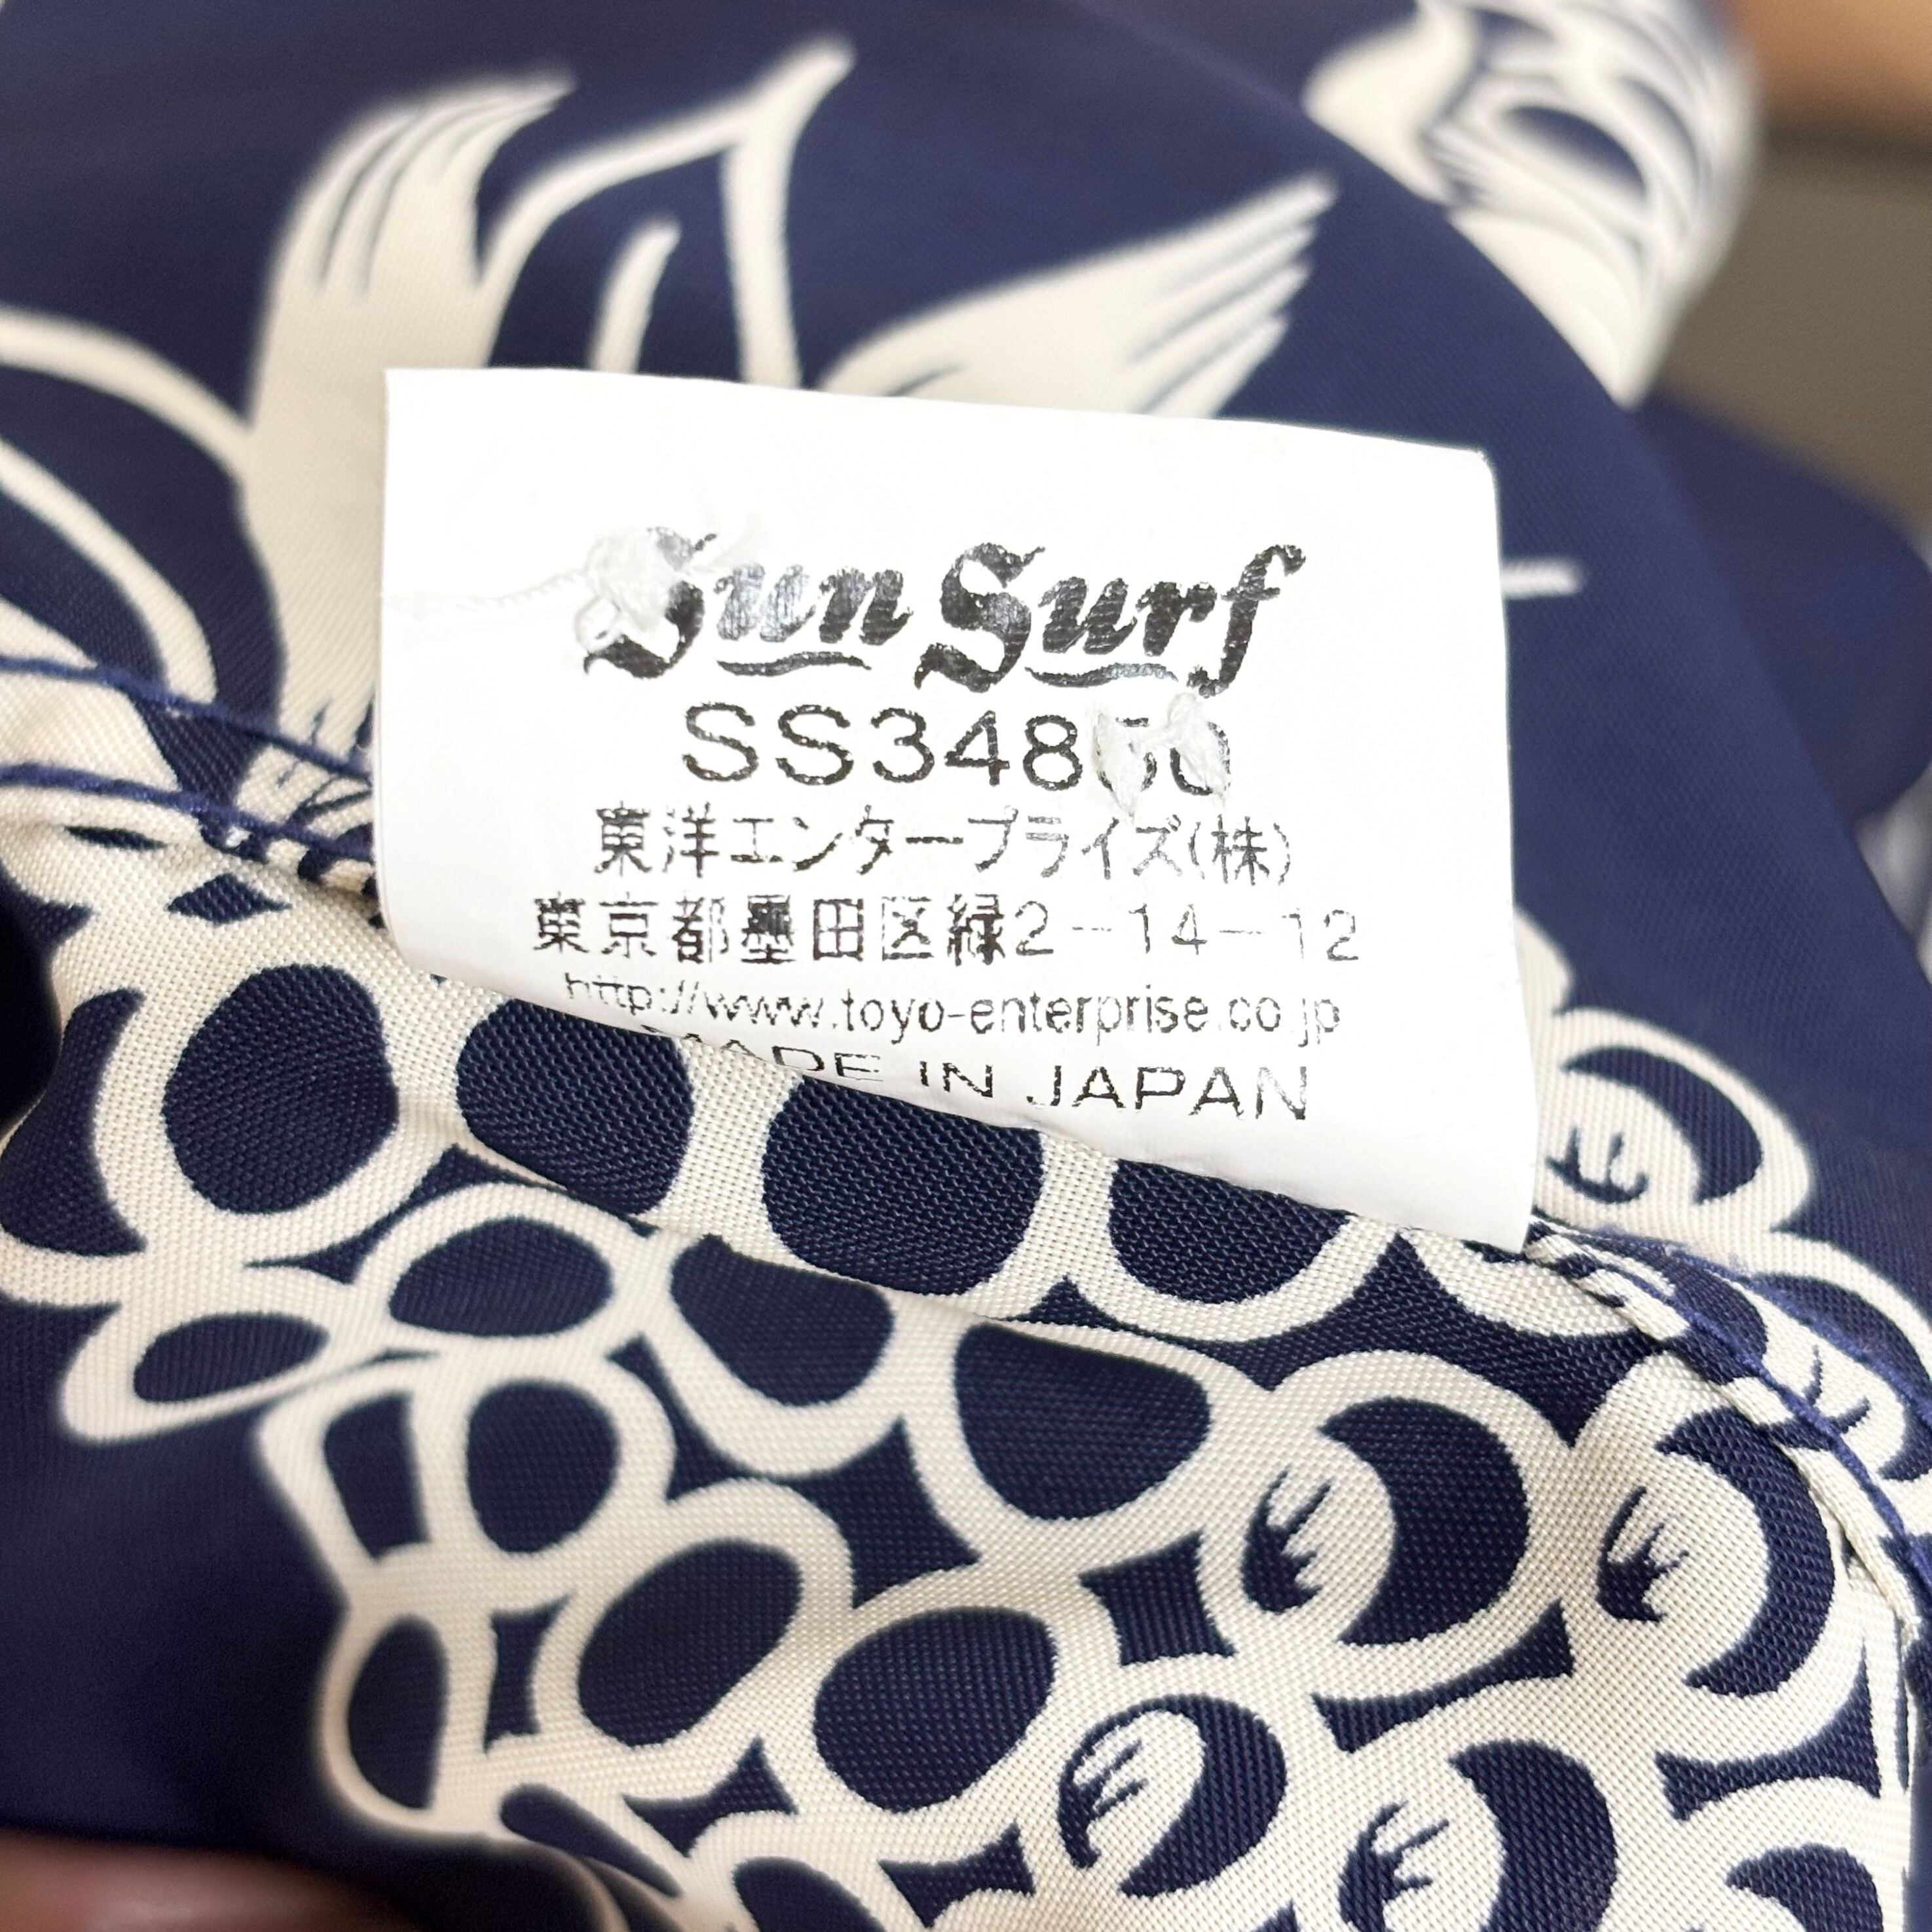 Sun Surf
東洋エンタープライズ(株)
東京都墨田区緑2-14-12
http://www.toyo-enterprise.co.jp
MADE IN JAPAN